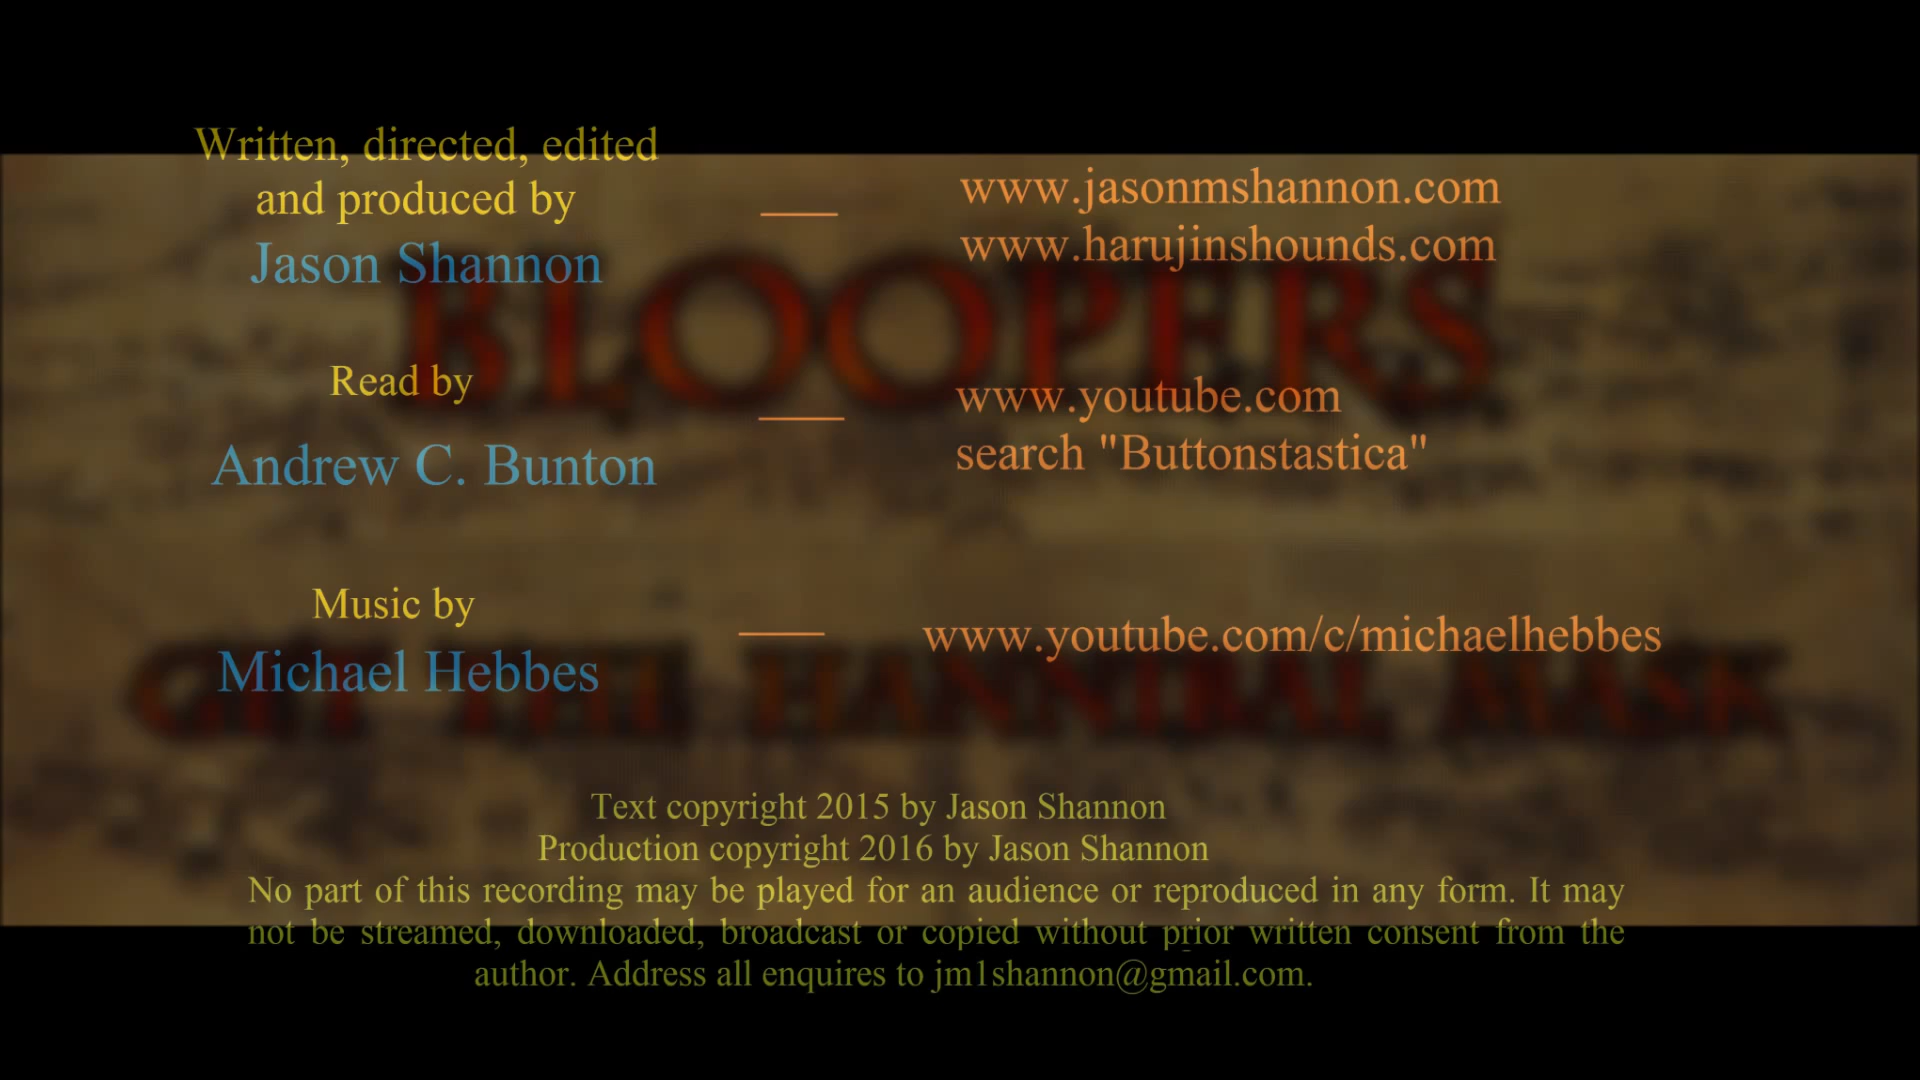 Written, directed, edited
and produced by
Jason Shannon
www.jasonmshannon.com
www.harujinshounds.com
BLOOPERS
Read by
Andrew C. Bunton
www.youtube.com
search "Buttonstastica"
Music by
Michael Hebbes
www.youtube.com/c/michaelhebbes
GET THE HANNIBAL MASK
Text copyright 2015 by Jason Shannon
Production copyright 2016 by Jason Shannon
No part of this recording may be played for an audience or reproduced in any form. It may
not be streamed, downloaded, broadcast or copied without prior written consent from the
author. Address all enquires to jm1shannon@gmail.com.